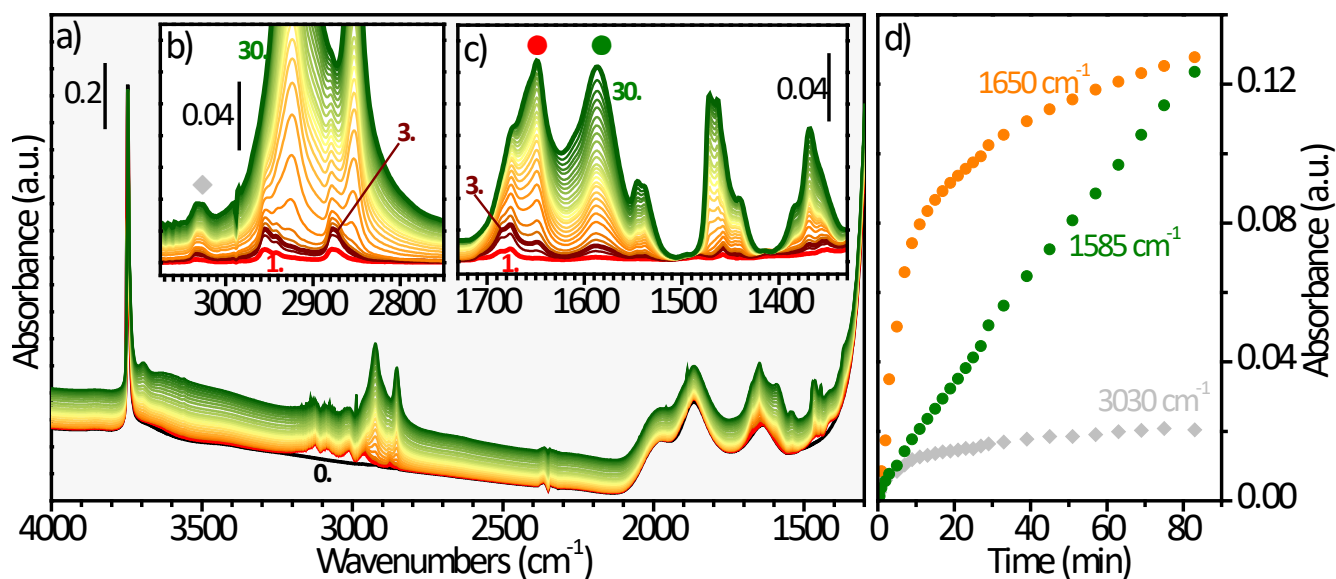 a)
0.2
Absorbance (a.u.)
0.
4000 3500 3000 2500 2000 1500
Wavenumbers (cm⁻¹)
b)
30.
0.04
3.
1.
3000 2900 2800
c)
30.
0.04
3.
1.
1700 1600 1500 1400
d)
1650 cm⁻¹
1585 cm⁻¹
3030 cm⁻¹
0.12
0.08
0.04
0.00
Absorbance (a.u.)
0 20 40 60 80
Time (min)